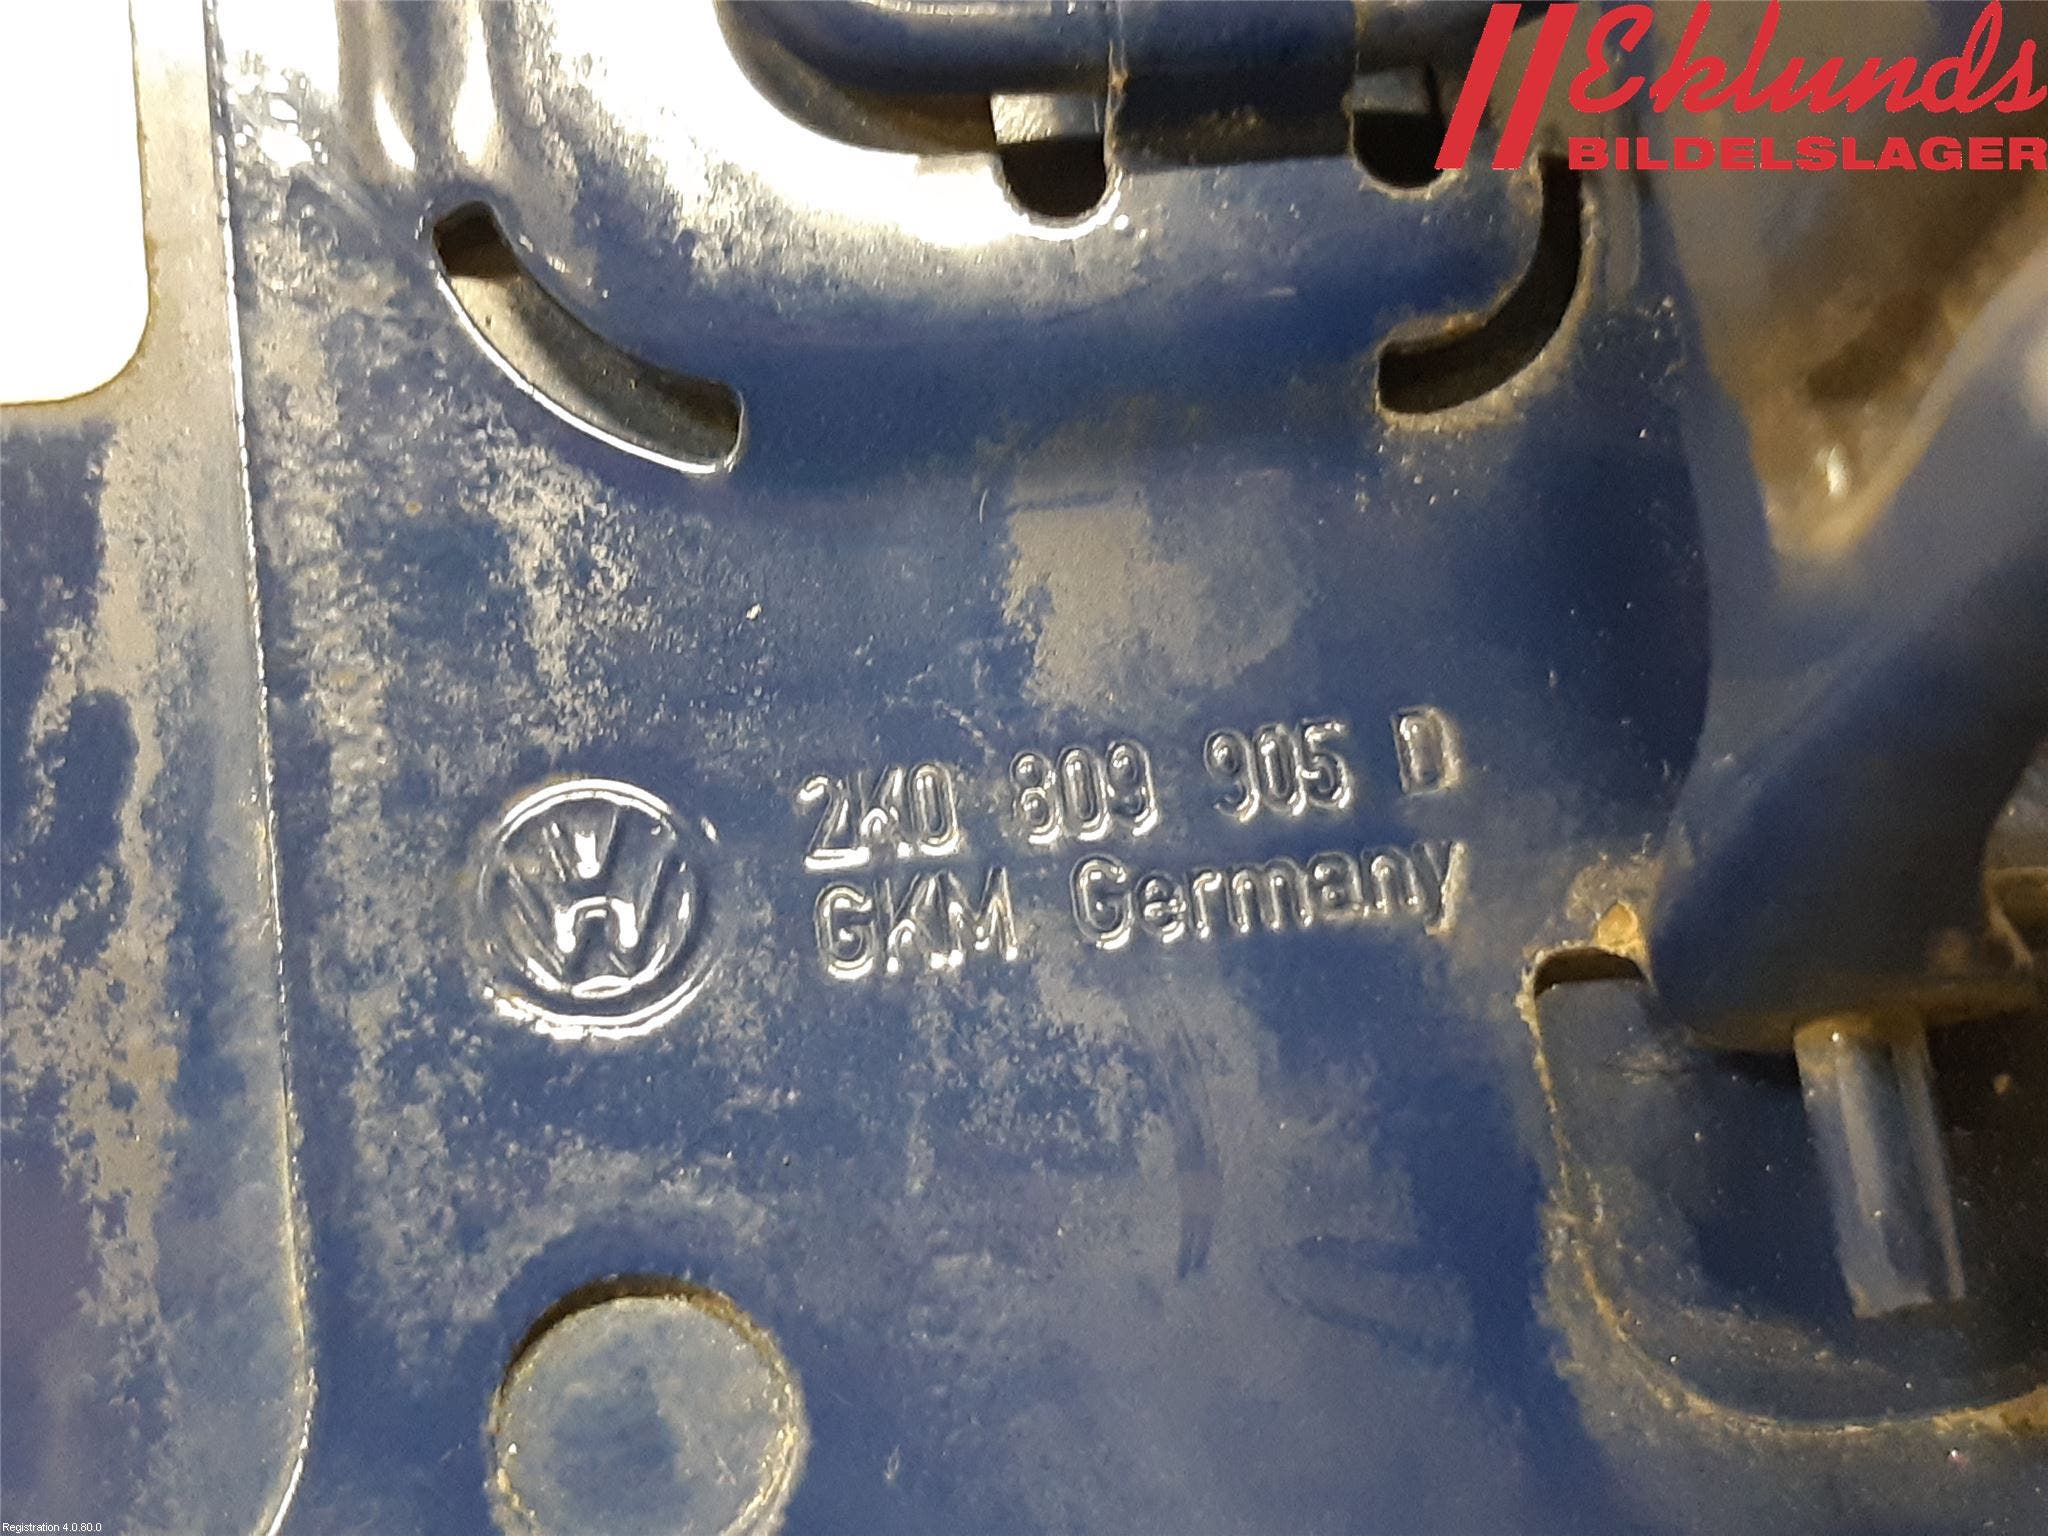 Eklunds
BILDELSLAGER
2K0 809 905 D
GKM Germany
Registration 4.0.80.0